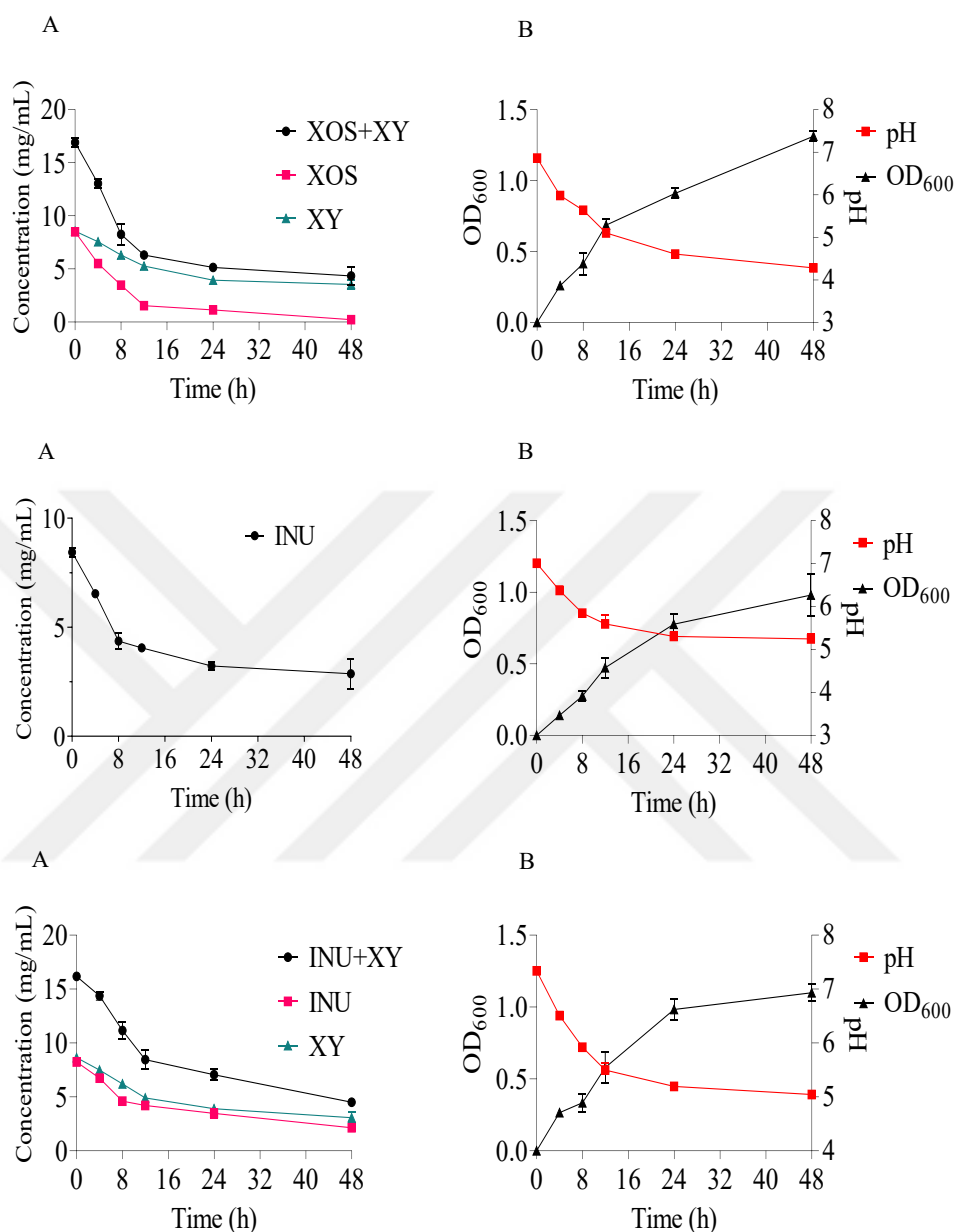 A
B
Concentration (mg/mL)
20
15
10
5
0
0 8 16 24 32 40 48
Time (h)
XOS+XY
XOS
XY
OD600
1.5
1.0
0.5
0.0
0 8 16 24 32 40 48
Time (h)
8
7
6
5
4
3
pH
pH
OD600
A
B
Concentration (mg/mL)
10
5
0
0 8 16 24 32 40 48
Time (h)
INU
OD600
1.5
1.0
0.5
0.0
0 8 16 24 32 40 48
Time (h)
8
7
6
5
4
3
pH
pH
OD600
A
B
Concentration (mg/mL)
20
15
10
5
0
0 8 16 24 32 40 48
Time (h)
INU+XY
INU
XY
OD600
1.5
1.0
0.5
0.0
0 8 16 24 32 40 48
Time (h)
8
7
6
5
4
pH
pH
OD600